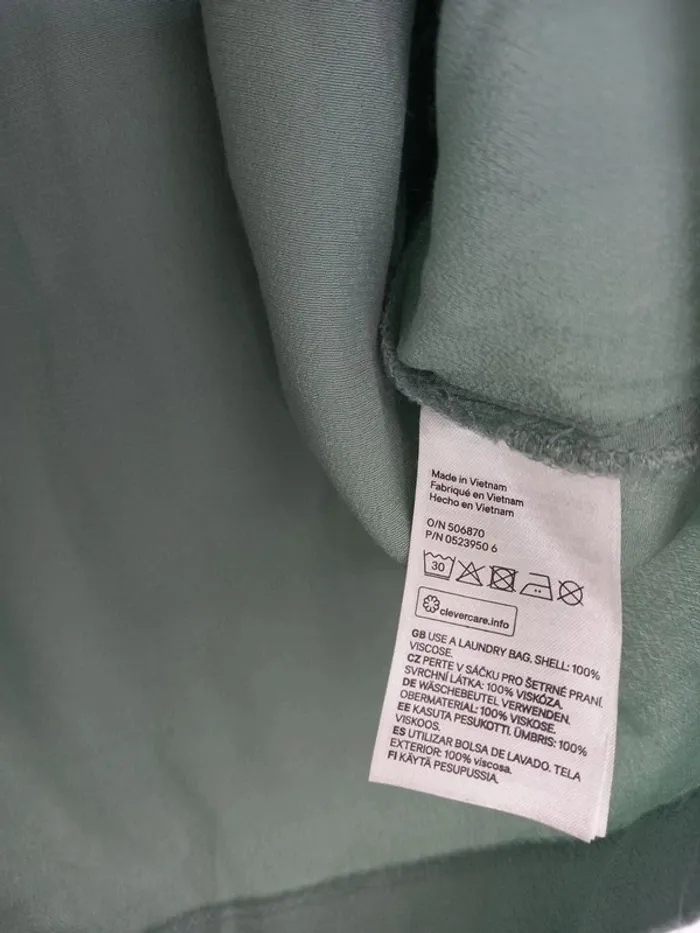 Made in Vietnam
Fabriqué en Vietnam
Hecho en Vietnam
O/N 506870
P/N 0523950 6
30
clevercare.info
GB USE A LAUNDRY BAG. SHELL: 100%
VISCOSE.
CZ PERTE V SÁČKU PRO ŠETRNÉ PRANÍ.
SVRCHNÍ LÁTKA: 100% VISKÓZA.
DE WÄSCHEBEUTEL VERWENDEN.
OBERMATERIAL: 100% VISKOSE.
EE KASUTA PESUKOTTI. ÜMBRIS: 100%
VISKOOS.
ES UTILIZAR BOLSA DE LAVADO. TELA
EXTERIOR: 100% viscosa.
FI KÄYTÄ PESUPUSSIA.